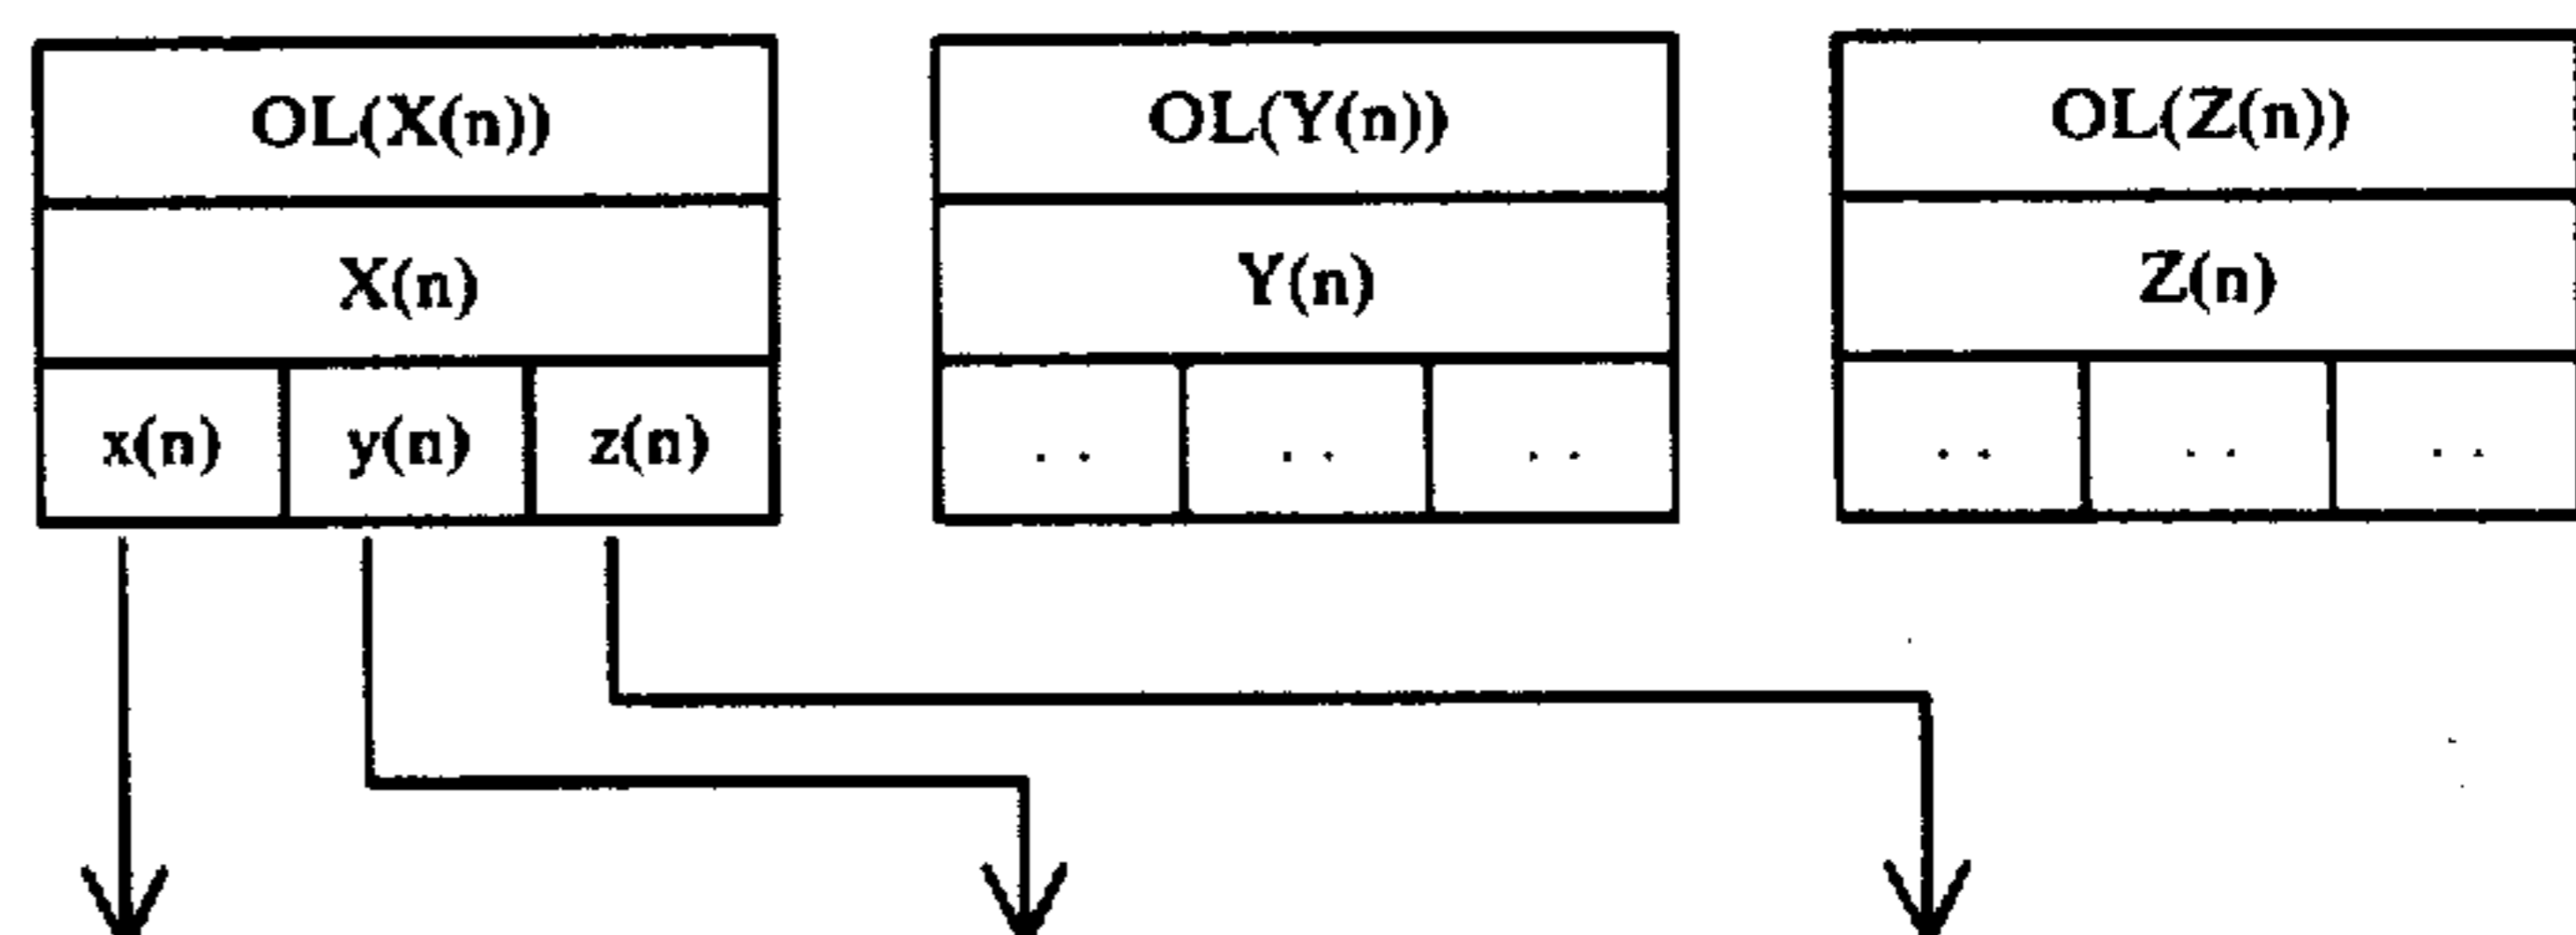 OL(X(n)) OL(Y(n)) OL(Z(n))
X(n) Y(n) Z(n)
x(n) y(n) z(n) . . . . . . . . . . . .